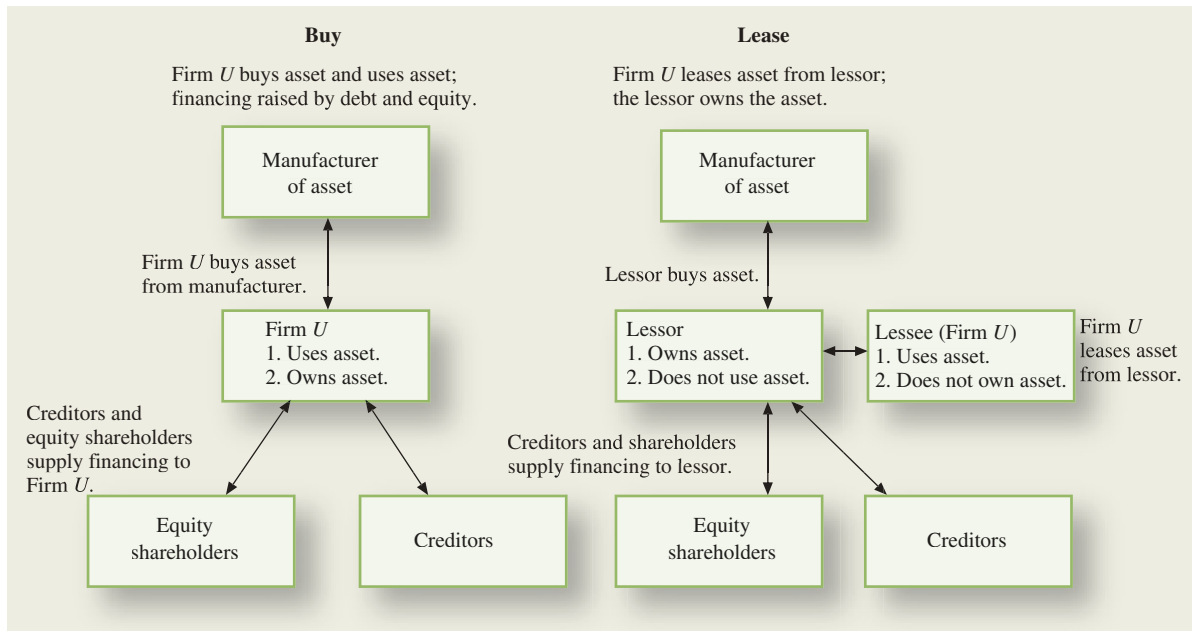 Buy
Firm U buys asset and uses asset;
financing raised by debt and equity.
Manufacturer
of asset
Firm U buys asset
from manufacturer.
Firm U
1. Uses asset.
2. Owns asset.
Creditors and
equity shareholders
supply financing to
Firm U.
Equity
shareholders
Creditors
Lease
Firm U leases asset from lessor;
the lessor owns the asset.
Manufacturer
of asset
Lessor buys asset.
Lessor
1. Owns asset.
2. Does not use asset.
Lessee (Firm U)
1. Uses asset.
2. Does not own asset.
Firm U
leases asset
from lessor.
Creditors and shareholders
supply financing to lessor.
Equity
shareholders
Creditors